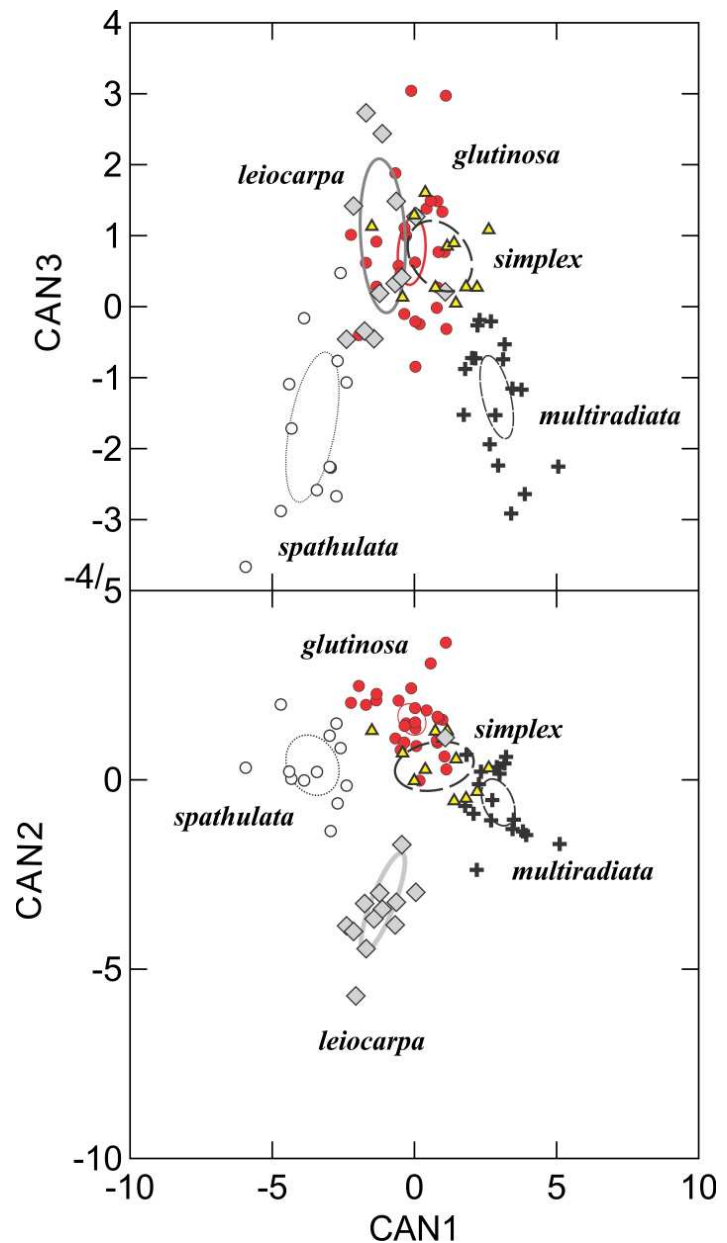 4
3
glutinosa
leiocarpa
2
1
simplex
CAN3
0
-1
multiradiata
-2
-3
spathulata
-4/5
glutinosa
simplex
0
spathulata
CAN2
multiradiata
-5
leiocarpa
-10
-10 -5 0 5 10
CAN1